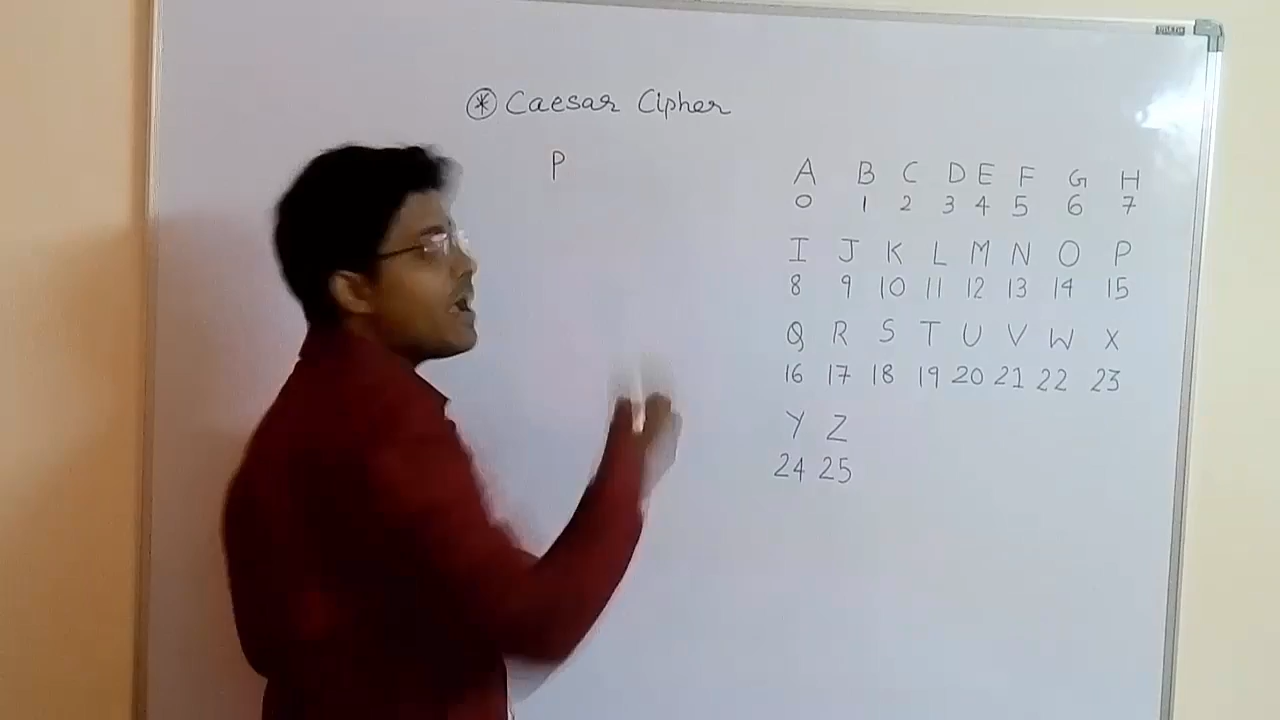 ⊛ Caesar Cipher
P
A B C D E F G H
0 1 2 3 4 5 6 7
I J K L M N O P
8 9 10 11 12 13 14 15
Q R S T U V W X
16 17 18 19 20 21 22 23
Y Z
24 25